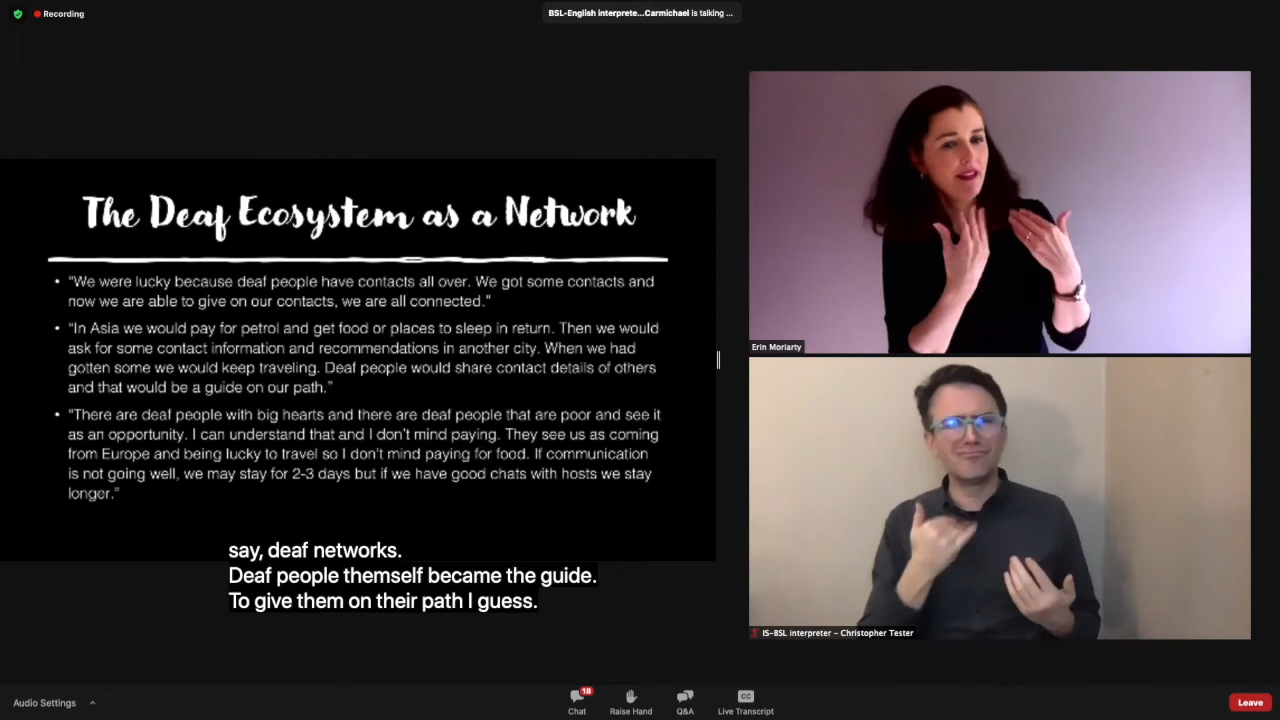 Recording
BSL-English interprete...Carmichael is talking ...
The Deaf Ecosystem as a Network
• "We were lucky because deaf people have contacts all over. We got some contacts and
now we are able to give on our contacts, we are all connected."
• "In Asia we would pay for petrol and get food or places to sleep in return. Then we would
ask for some contact information and recommendations in another city. When we had
gotten some we would keep traveling. Deaf people would share contact details of others
and that would be a guide on our path."
• "There are deaf people with big hearts and there are deaf people that are poor and see it
as an opportunity. I can understand that and I don't mind paying. They see us as coming
from Europe and being lucky to travel so I don't mind paying for food. If communication
is not going well, we may stay for 2-3 days but if we have good chats with hosts we stay
longer."
say, deaf networks.
Deaf people themself became the guide.
To give them on their path I guess.
Erin Moriarty
IS-BSL interpreter – Christopher Tester
Audio Settings
18
Chat
Raise Hand
Q&A
CC
Live Transcript
Leave